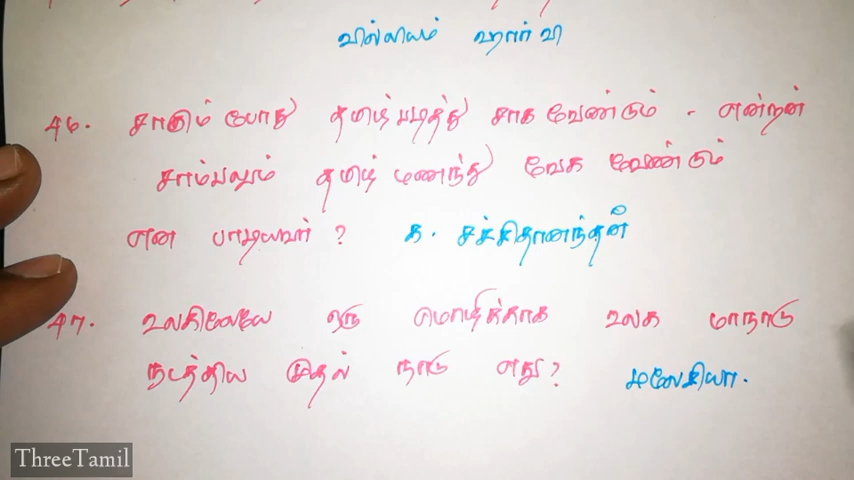 வில்லியம் ஹார்வி
46. சாகும் போது தமிழ் படித்து சாக வேண்டும் - என்றன்
சாம்பலும் தமிழ் மணந்து வேக வேண்டும்
என பாடியவர் ? க. சச்சிதானந்தன்
47. உலகிலேயே ஒரு மொழிக்காக உலக மாநாடு
நடத்திய முதல் நாடு எது? மலேசியா.
ThreeTamil